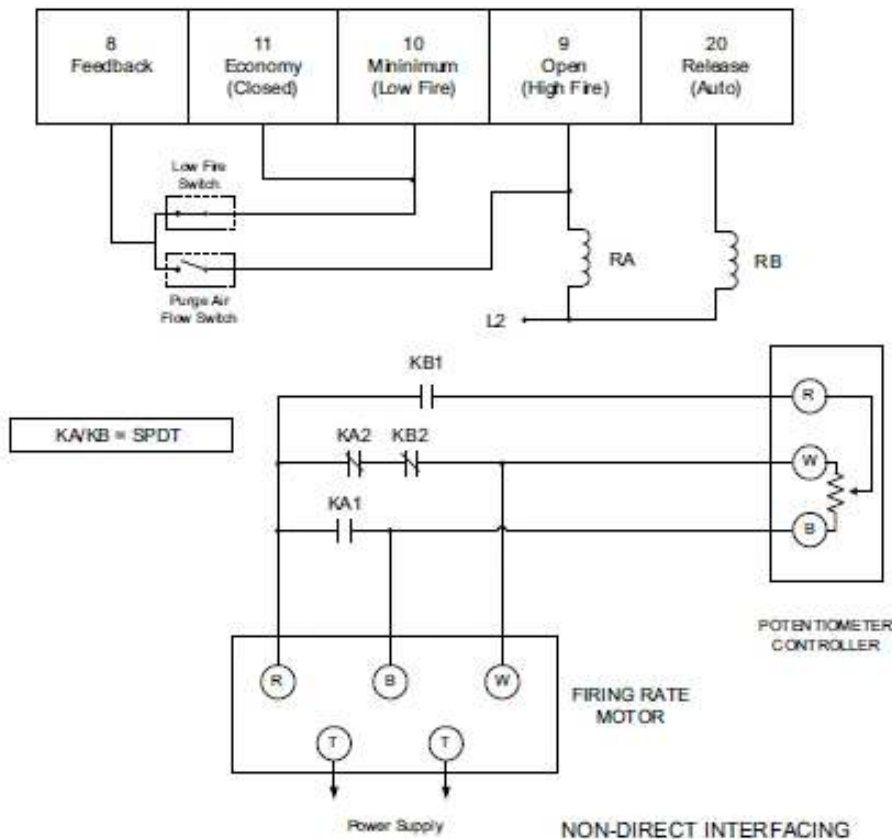 8
Feedback
11
Economy
(Closed)
10
Mininimum
(Low Fire)
9
Open
(High Fire)
20
Release
(Auto)
Low Fire
Switch
Purge Air
Flow Switch
RA
RB
L2
KB1
KA/KB = SPDT
KA2
KB2
KA1
R
W
B
POTENTIOMETER
CONTROLLER
R
B
W
FIRING RATE
MOTOR
T
T
Power Supply
NON-DIRECT INTERFACING